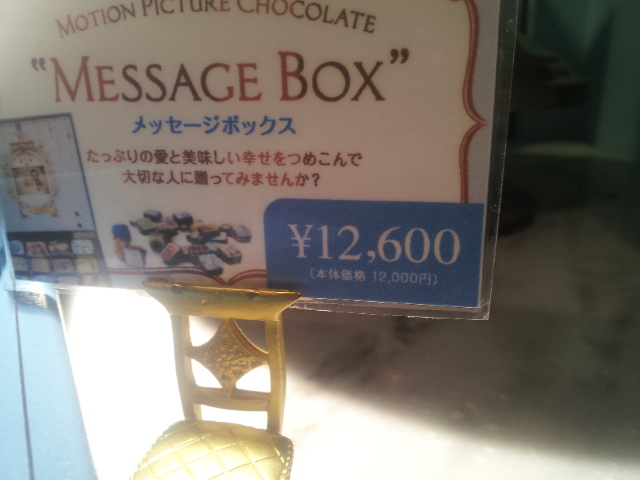 MOTION PICTURE CHOCOLATE
"MESSAGE BOX"
メッセージボックス
たっぷりの愛と美味しい幸せをつめこんで
大切な人に贈ってみませんか?
¥12,600
(本体価格 12,000円)